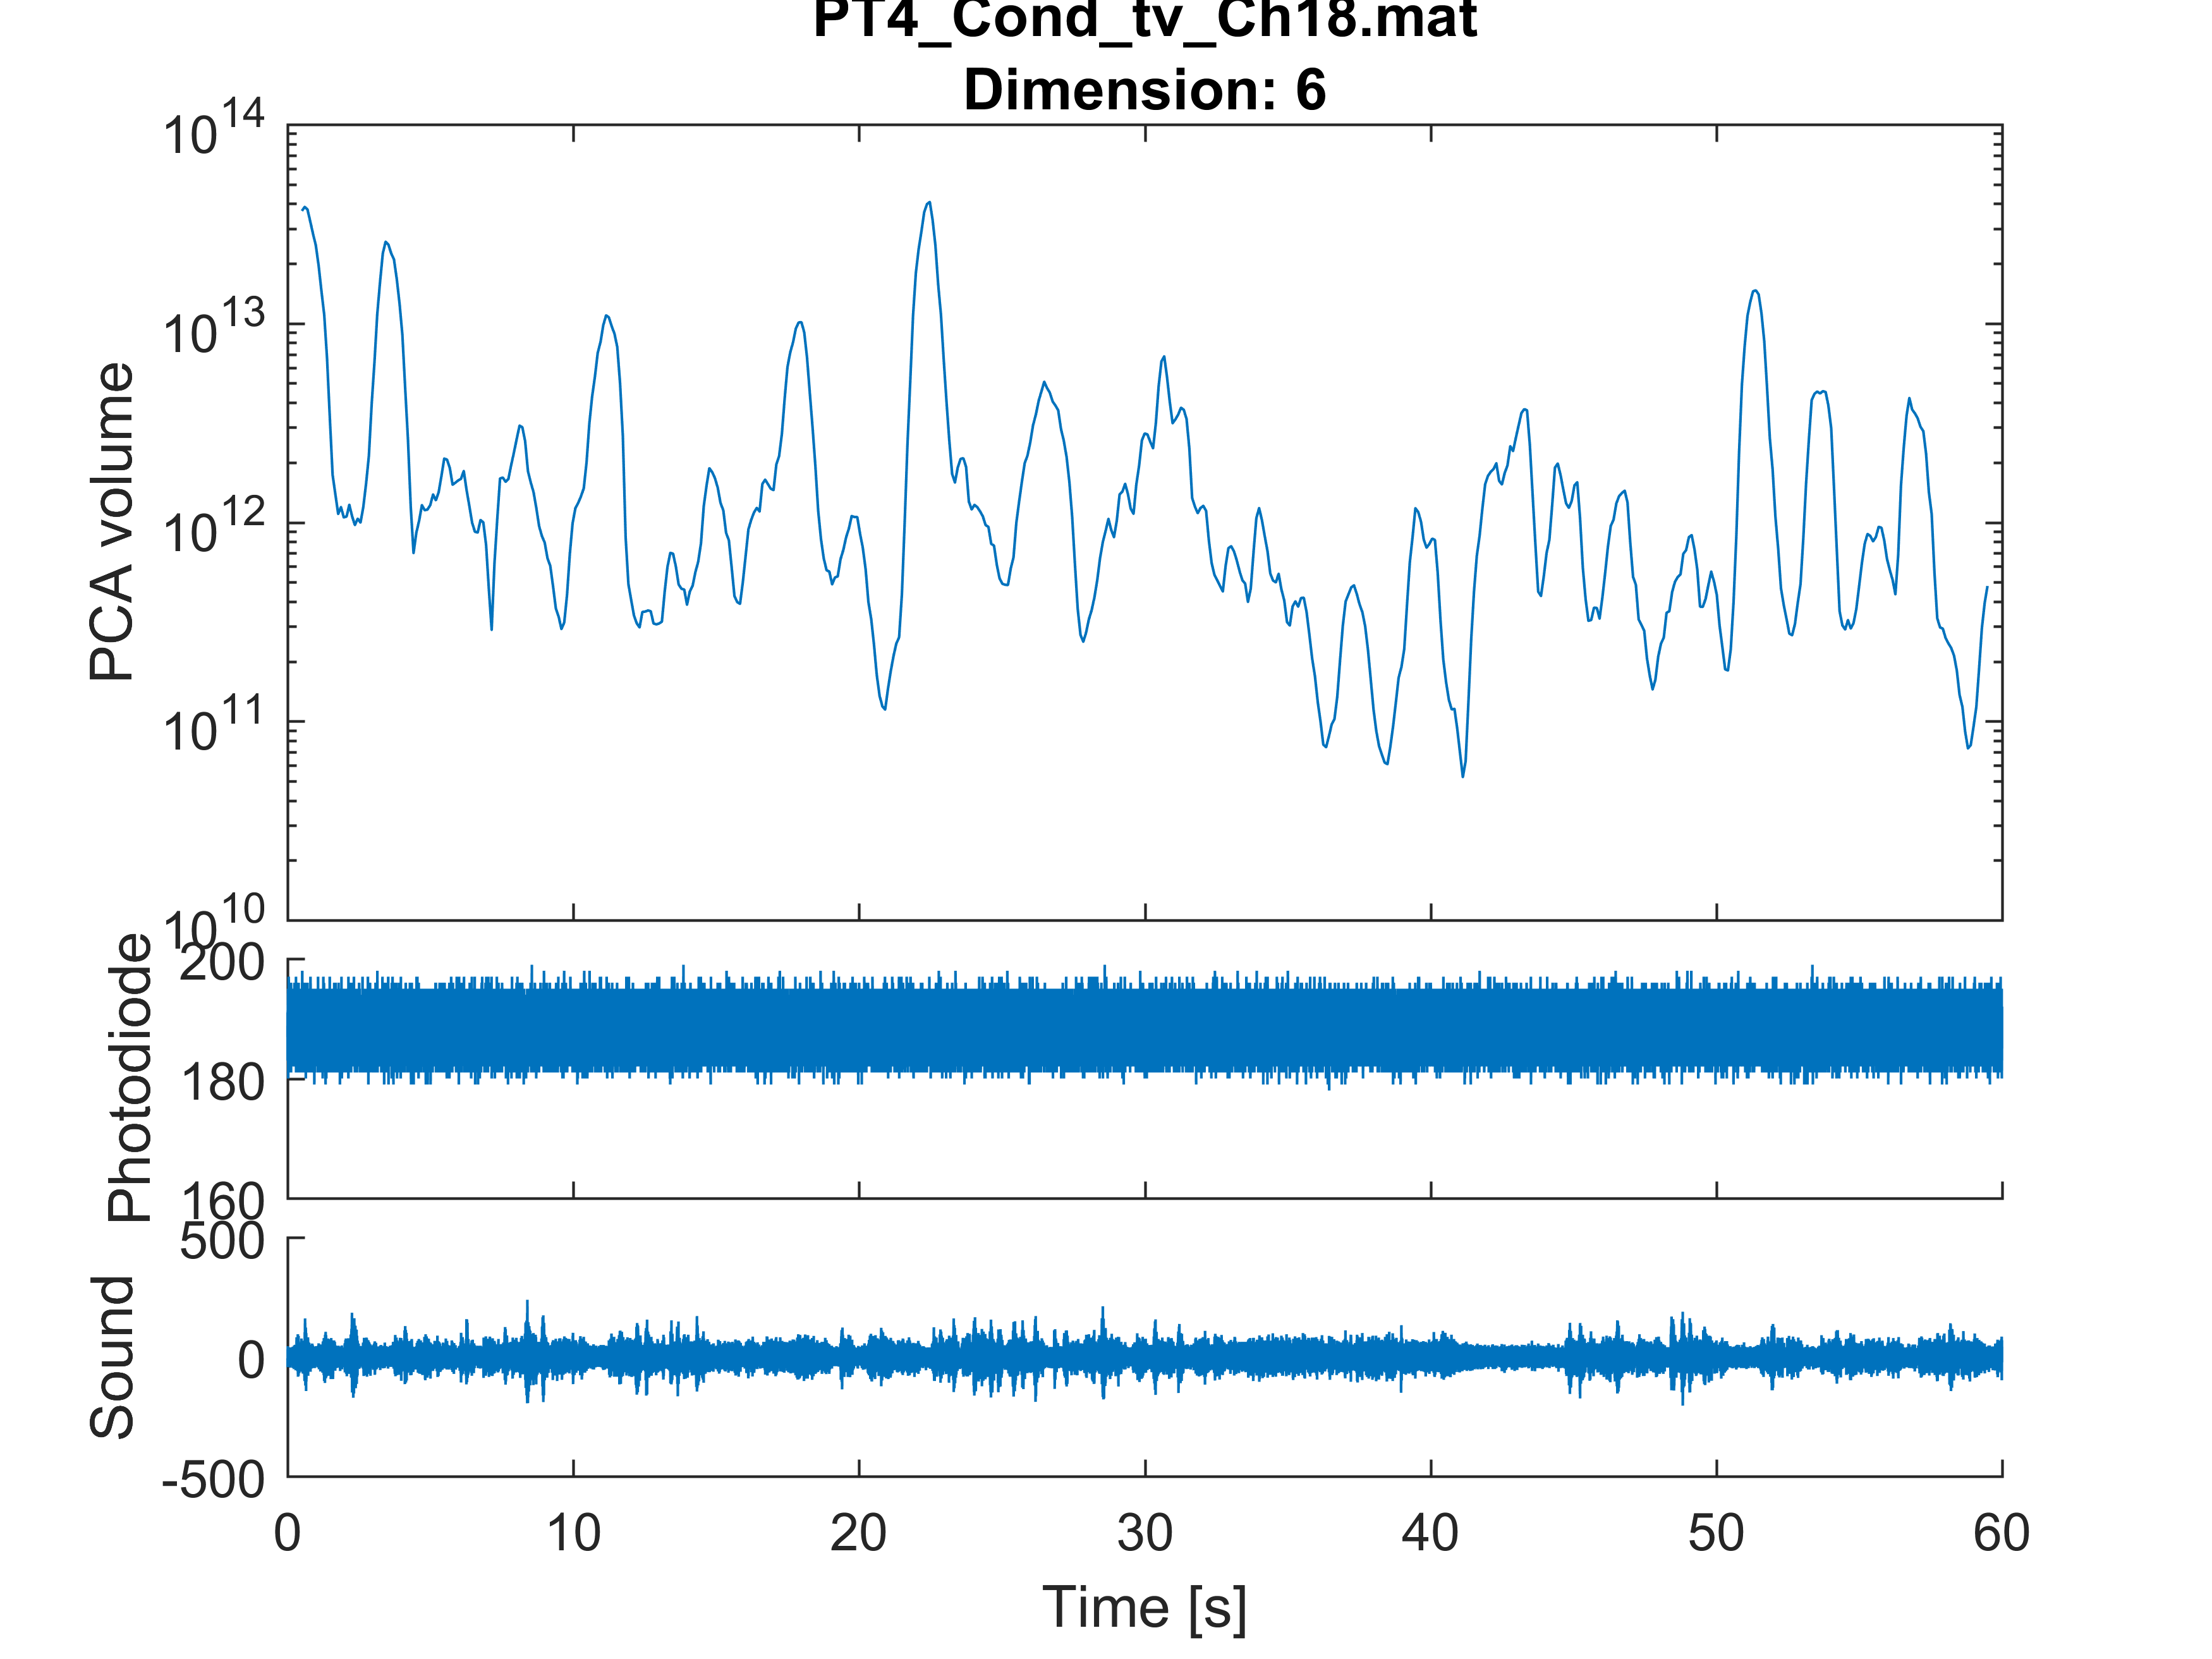 PT4_Cond_tv_Ch18.mat
Dimension: 6
PCA volume
10^14
10^13
10^12
10^11
10^10
Photodiode
200
180
160
Sound
500
0
-500
0 10 20 30 40 50 60
Time [s]